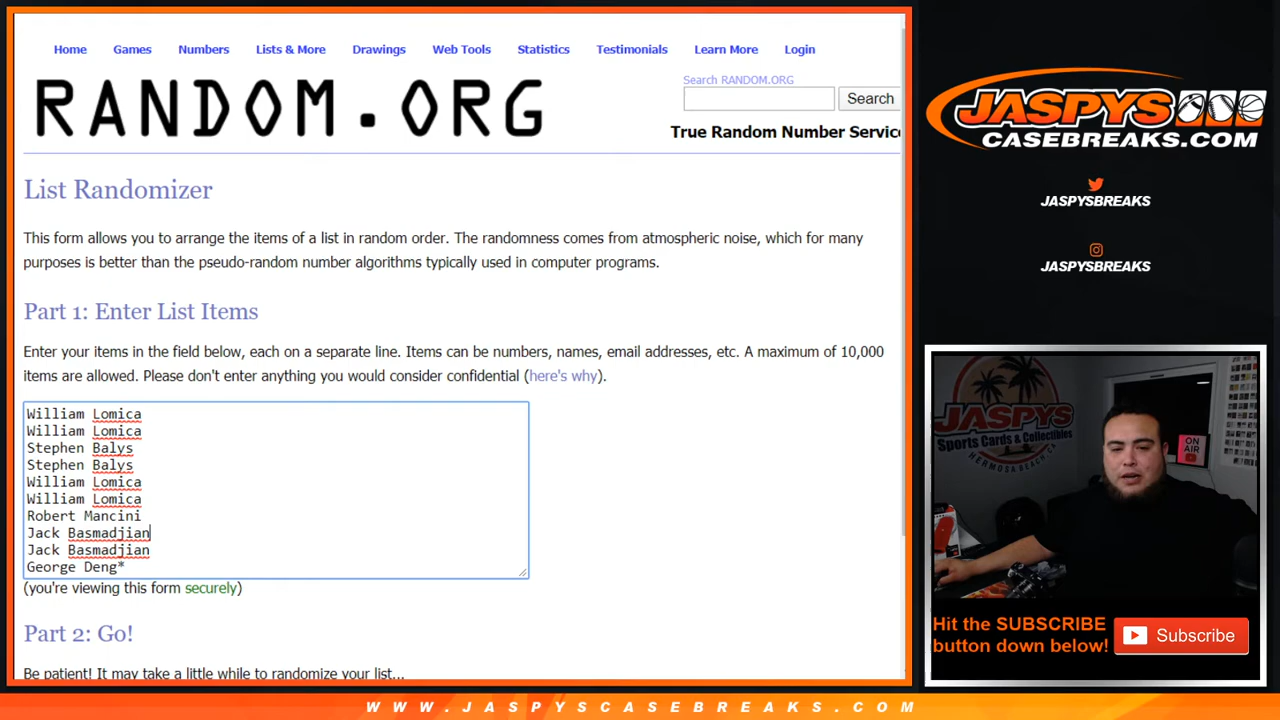 Home Games Numbers Lists & More Drawings Web Tools Statistics Testimonials Learn More Login
RANDOM.ORG
Search RANDOM.ORG
Search
True Random Number Servic
List Randomizer
This form allows you to arrange the items of a list in random order. The randomness comes from atmospheric noise, which for many
purposes is better than the pseudo-random number algorithms typically used in computer programs.
Part 1: Enter List Items
Enter your items in the field below, each on a separate line. Items can be numbers, names, email addresses, etc. A maximum of 10,000
items are allowed. Please don't enter anything you would consider confidential (here's why).
William Lomica
William Lomica
Stephen Balys
Stephen Balys
William Lomica
William Lomica
Robert Mancini
Jack Basmadjian
Jack Basmadjian
George Deng*
(you're viewing this form securely)
Part 2: Go!
Be patient! It may take a little while to randomize your list...
JASPYS
CASEBREAKS.COM
JASPYSBREAKS
JASPYSBREAKS
JASPYS
Sports Cards & Collectibles
HERMOSA BEACH, CA
ON
AIR
Hit the SUBSCRIBE
button down below!
Subscribe
WWW.JASPYSCASEBREAKS.COM